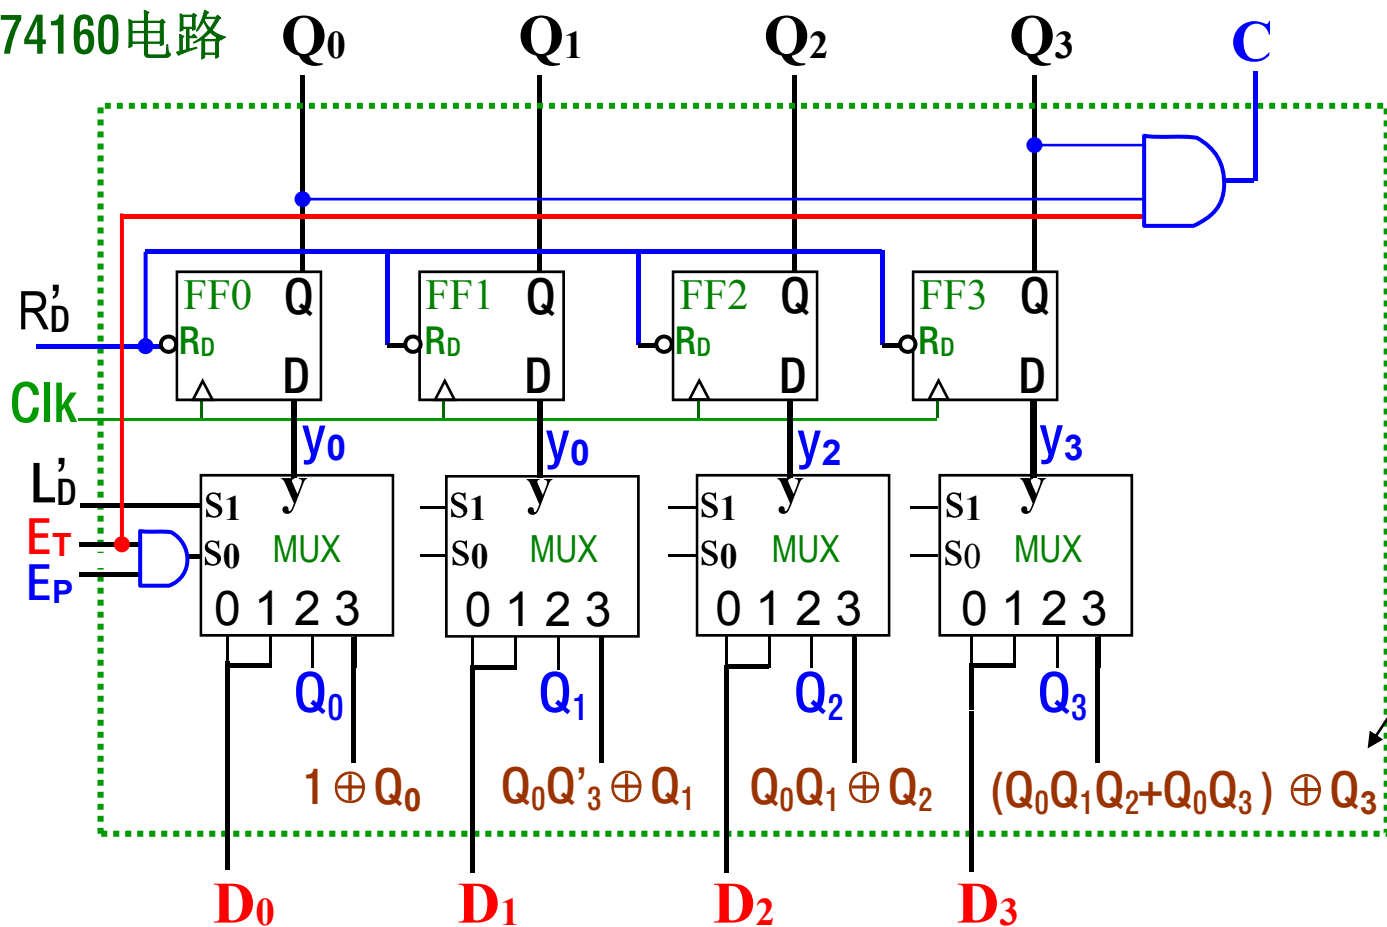 74160电路 Q0 Q1 Q2 Q3 C
FF0 Q FF1 Q FF2 Q FF3 Q
R'D RD RD RD RD
D D D D
Clk
y0 y0 y2 y3
L'D S1 y S1 y S1 y S1 y
ET S0 MUX S0 MUX S0 MUX S0 MUX
EP
0 1 2 3 0 1 2 3 0 1 2 3 0 1 2 3
Q0 Q1 Q2 Q3
1⊕Q0 Q0Q'3⊕Q1 Q0Q1⊕Q2 (Q0Q1Q2+Q0Q3)⊕Q3
D0 D1 D2 D3